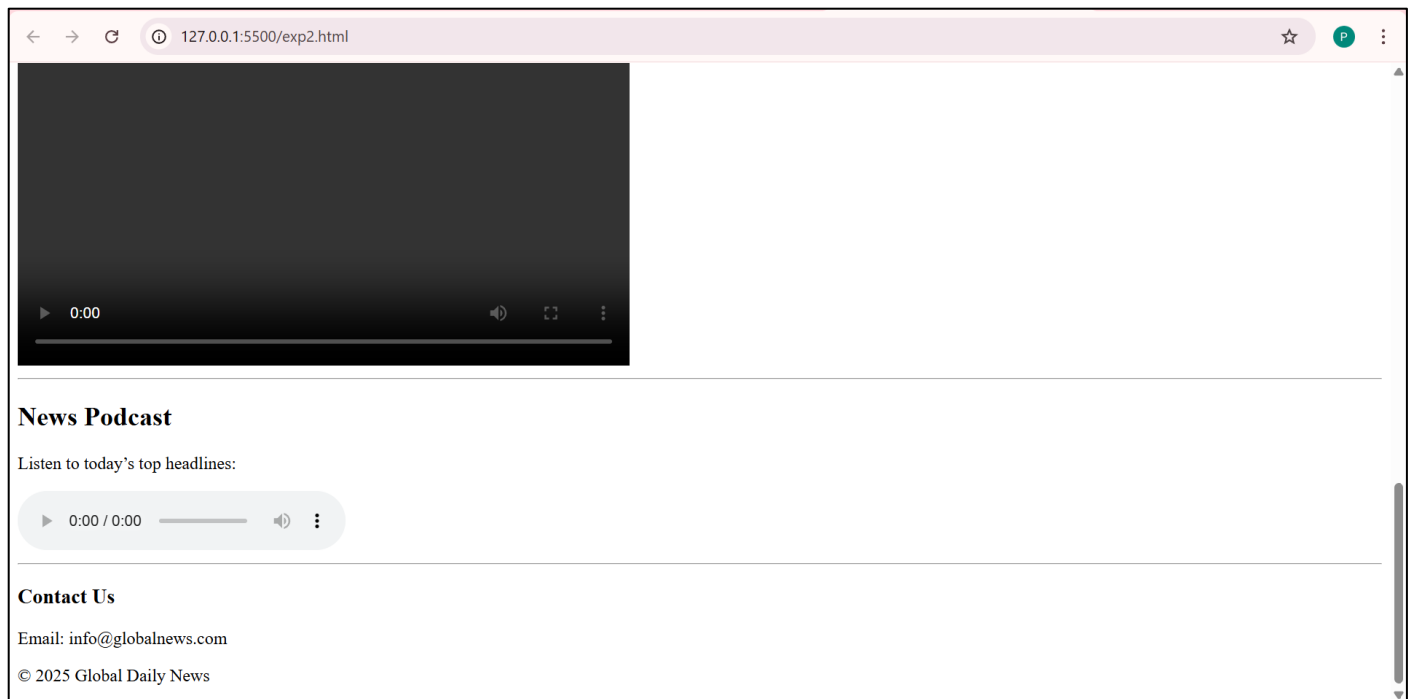 127.0.0.1:5500/exp2.html
P
0:00
News Podcast
Listen to today’s top headlines:
0:00 / 0:00
Contact Us
Email: info@globalnews.com
© 2025 Global Daily News